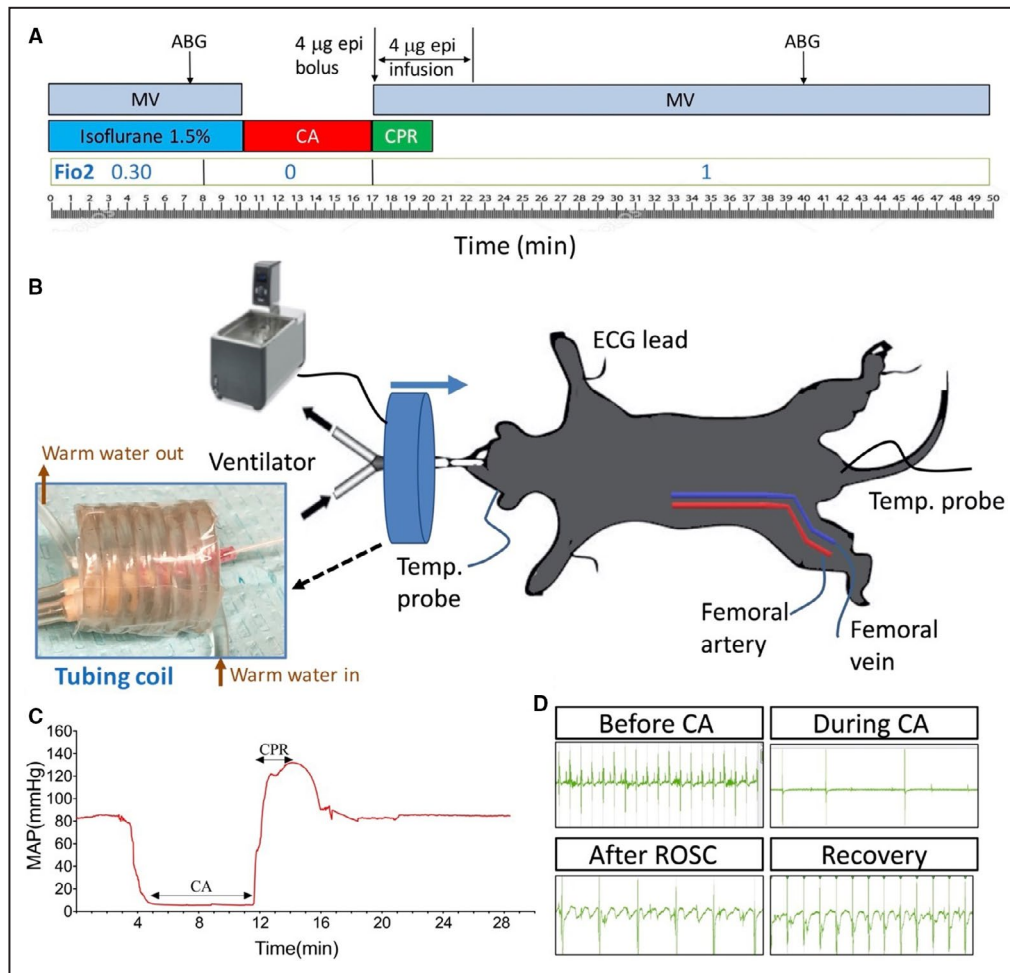 A
ABG
4 μg epi
bolus
4 μg epi
infusion
ABG
MV
MV
Isoflurane 1.5%
CA
CPR
Fio2
0.30
0
1
0 1 2 3 4 5 6 7 8 9 10 11 12 13 14 15 16 17 18 19 20 21 22 23 24 25 26 27 28 29 30 31 32 33 34 35 36 37 38 39 40 41 42 43 44 45 46 47 48 49 50
Time (min)
B
ECG lead
Ventilator
Warm water out
Temp.
probe
Temp. probe
Femoral
artery
Femoral
vein
Tubing coil
Warm water in
C
MAP(mmHg)
160
140
120
100
80
60
40
20
0
CPR
CA
4 8 12 16 20 24 28
Time(min)
D
Before CA
During CA
After ROSC
Recovery